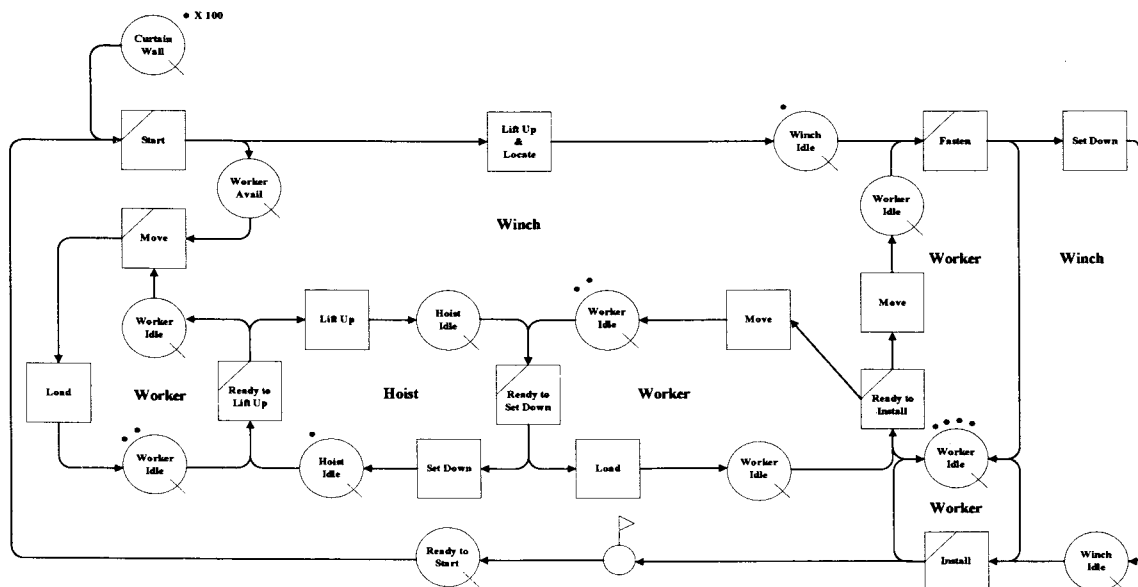 X 100
Curtain
Wall
Start
Lift Up
&
Locate
Winch
Idle
Fasten
Set Down
Worker
Avail
Worker
Idle
Winch
Move
Worker
Winch
Worker
Idle
Lift Up
Hoist
Idle
Worker
Idle
Move
Move
Load
Worker
Ready to
Lift Up
Hoist
Ready to
Set Down
Worker
Ready to
Install
Worker
Idle
Hoist
Idle
Set Down
Load
Worker
Idle
Worker
Idle
Worker
Ready to
Start
Install
Winch
Idle